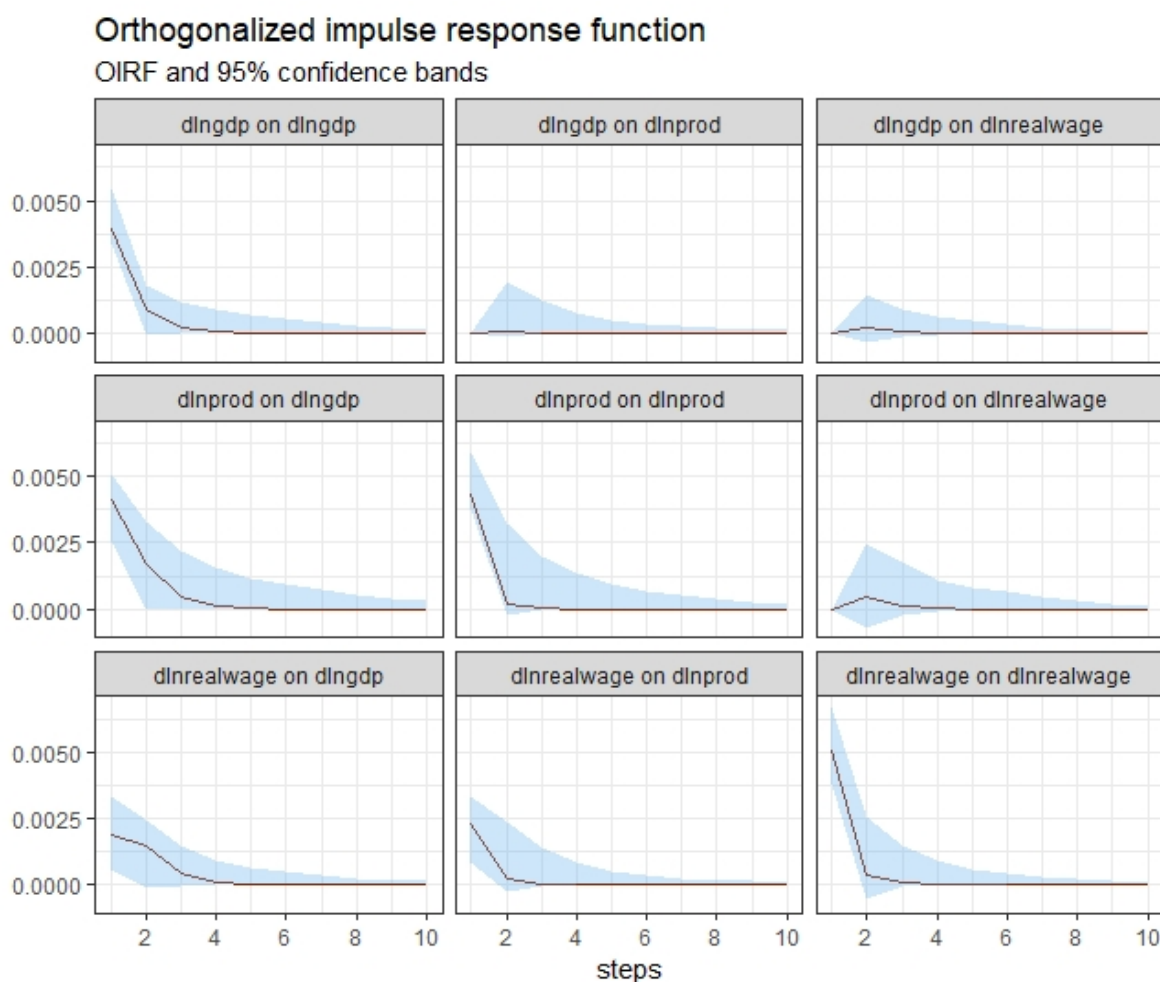 Orthogonalized impulse response function
OIRF and 95% confidence bands
dlngdp on dlngdp
dlngdp on dlnprod
dlngdp on dlnrealwage
0.0050
0.0025
0.0000
dlnprod on dlngdp
dlnprod on dlnprod
dlnprod on dlnrealwage
0.0050
0.0025
0.0000
dlnrealwage on dlngdp
dlnrealwage on dlnprod
dlnrealwage on dlnrealwage
0.0050
0.0025
0.0000
2 4 6 8 10
2 4 6 8 10
2 4 6 8 10
steps